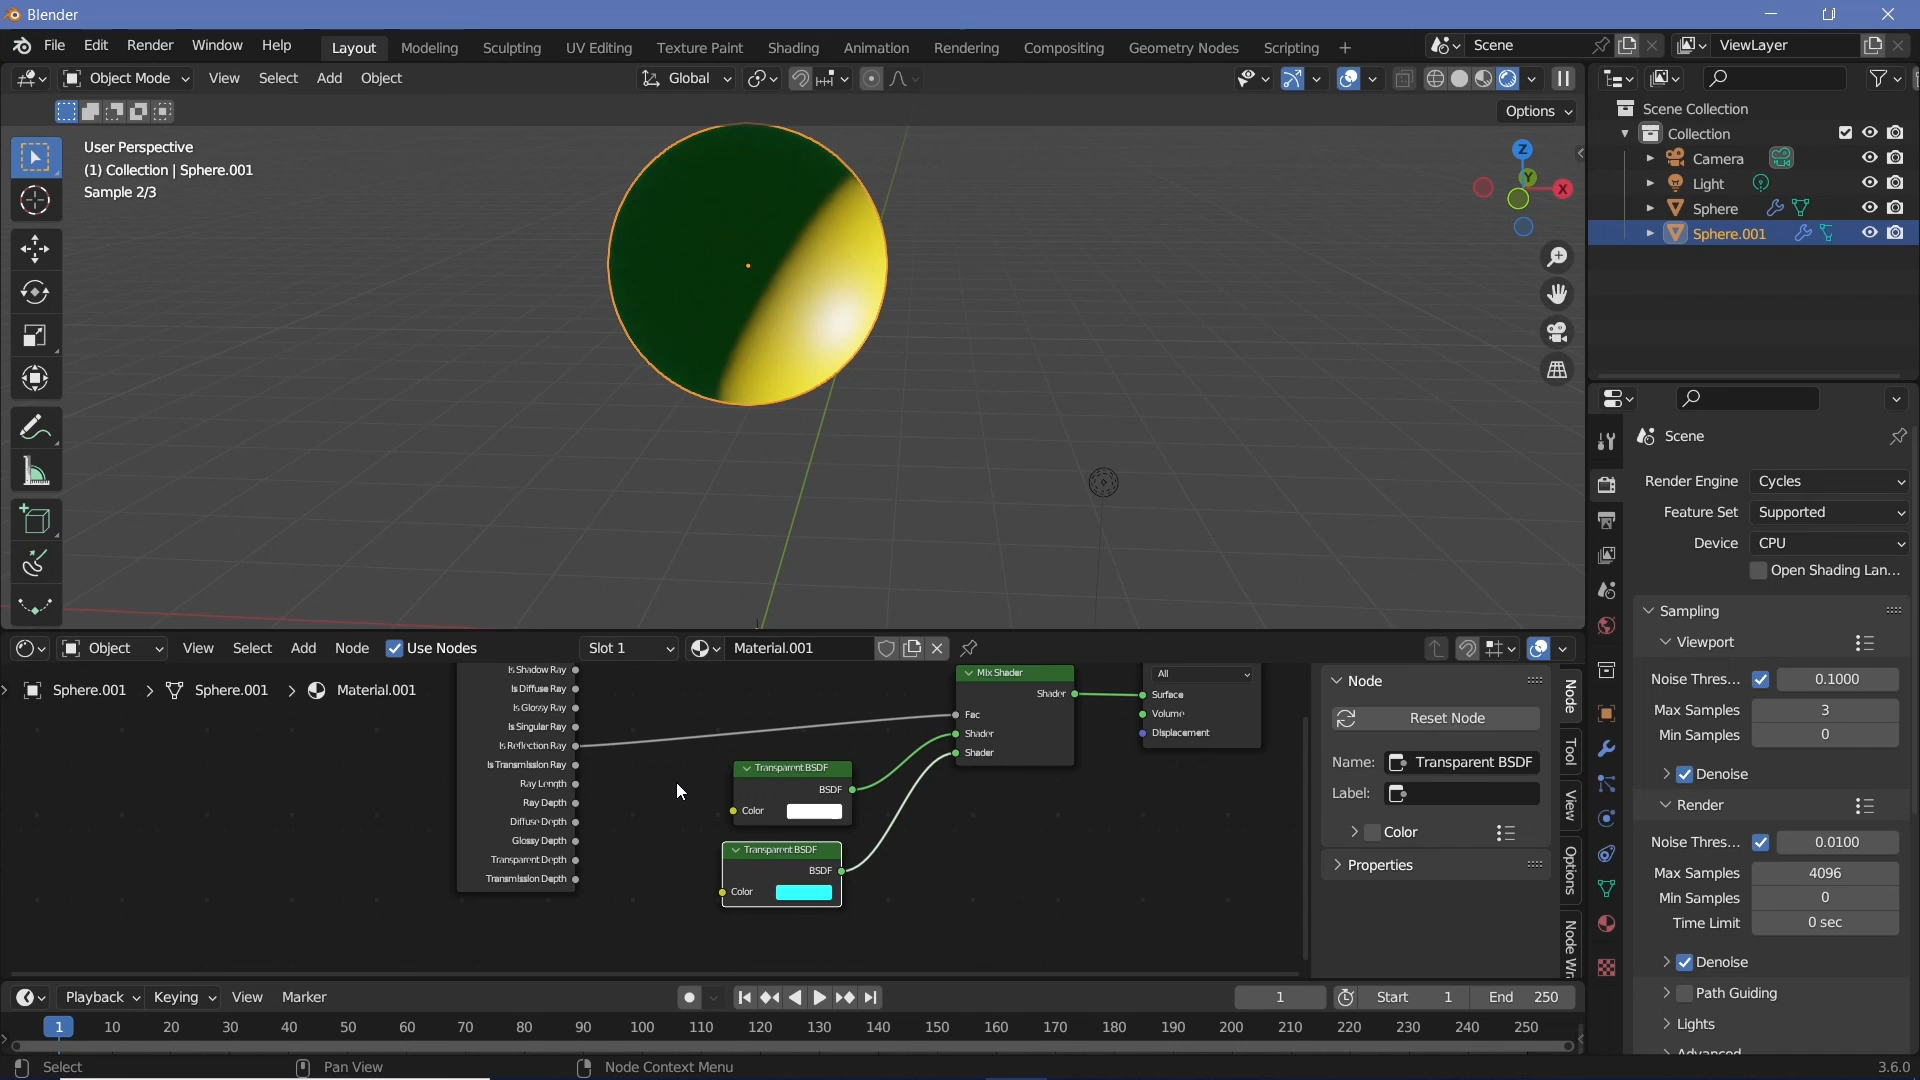 Blender
File Edit Render Window Help Layout Modeling Sculpting UV Editing Texture Paint Shading Animation Rendering Compositing Geometry Nodes Scripting Scene ViewLayer
Object Mode View Select Add Object Global
Options
User Perspective
(1) Collection | Sphere.001
Sample 2/3
Z
Y
X
Scene Collection
Collection
Camera
Light
Sphere
Sphere.001
Scene
Render Engine Cycles
Feature Set Supported
Device CPU
Open Shading Lan...
Sampling
Viewport
Noise Thres... 0.1000
Max Samples 3
Min Samples 0
Denoise
Render
Noise Thres... 0.0100
Max Samples 4096
Min Samples 0
Time Limit 0 sec
Denoise
Path Guiding
Lights
Advanced
Object View Select Add Node Use Nodes Slot 1 Material.001
Sphere.001 Sphere.001 Material.001
Is Shadow Ray
Is Diffuse Ray
Is Glossy Ray
Is Singular Ray
Is Reflection Ray
Is Transmission Ray
Ray Length
Ray Depth
Diffuse Depth
Glossy Depth
Transparent Depth
Transmission Depth
Transparent BSDF
BSDF
Color
Transparent BSDF
BSDF
Color
Mix Shader
Shader
Fac
Shader
Shader
All
Surface
Volume
Displacement
Node
Reset Node
Name: Transparent BSDF
Label:
Color
Properties
Node
Tool
View
Options
Node Wr
Playback Keying View Marker 1 Start 1 End 250
1 10 20 30 40 50 60 70 80 90 100 110 120 130 140 150 160 170 180 190 200 210 220 230 240 250
Select Pan View Node Context Menu 3.6.0